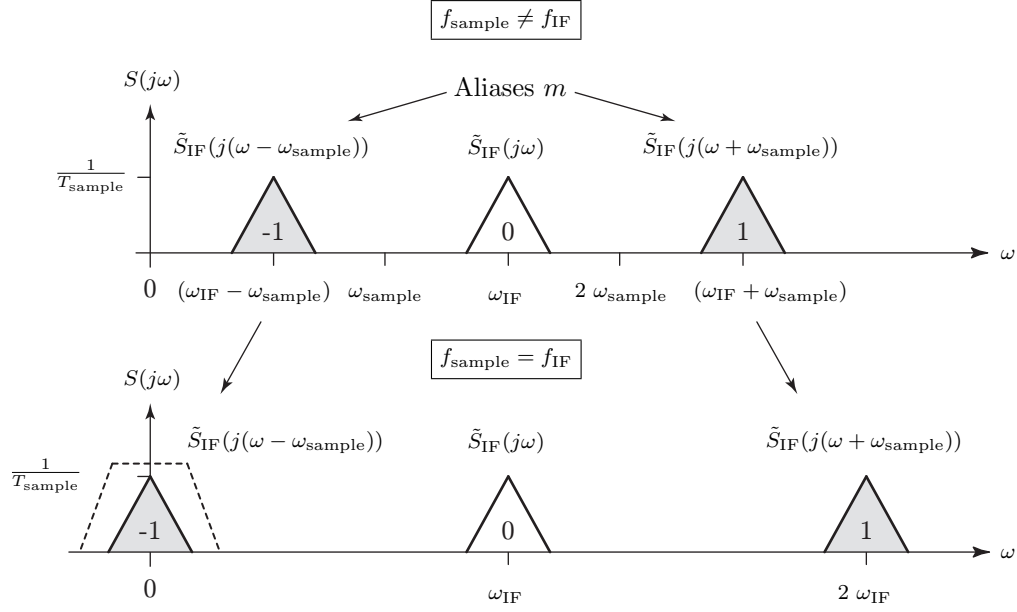 f_sample ≠ f_IF
S(jω)
Aliases m
S̃_IF(j(ω − ω_sample)) S̃_IF(jω) S̃_IF(j(ω + ω_sample))
1/T_sample
-1 0 1
ω
0 (ω_IF − ω_sample) ω_sample ω_IF 2 ω_sample (ω_IF + ω_sample)
f_sample = f_IF
S(jω)
S̃_IF(j(ω − ω_sample)) S̃_IF(jω) S̃_IF(j(ω + ω_sample))
1/T_sample
-1 0 1
ω
0 ω_IF 2 ω_IF